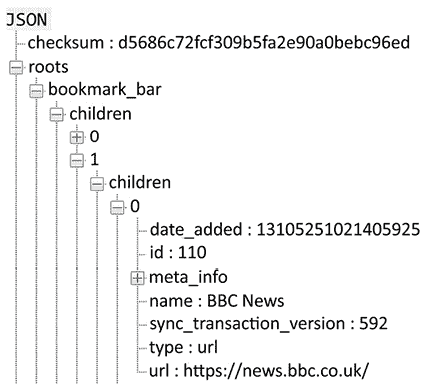 JSON
checksum : d5686c72fcf309b5fa2e90a0bebc96ed
roots
bookmark_bar
children
0
1
children
0
date_added : 13105251021405925
id : 110
meta_info
name : BBC News
sync_transaction_version : 592
type : url
url : https://news.bbc.co.uk/